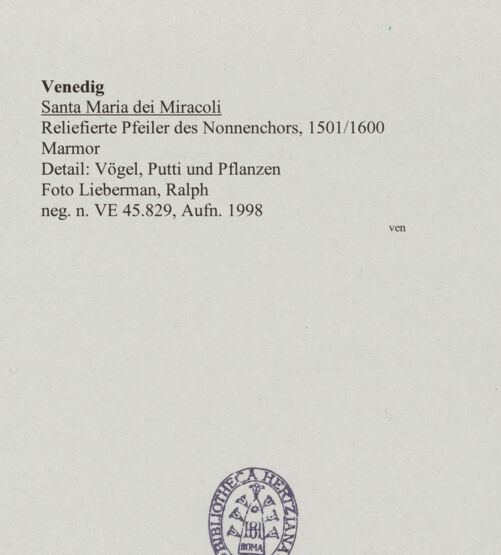 Venedig
Santa Maria dei Miracoli
Reliefierte Pfeiler des Nonnenchors, 1501/1600
Marmor
Detail: Vögel, Putti und Pflanzen
Foto Lieberman, Ralph
neg. n. VE 45.829, Aufn. 1998
ven
BIBLIOTHECA HERTZIANA
ROMA